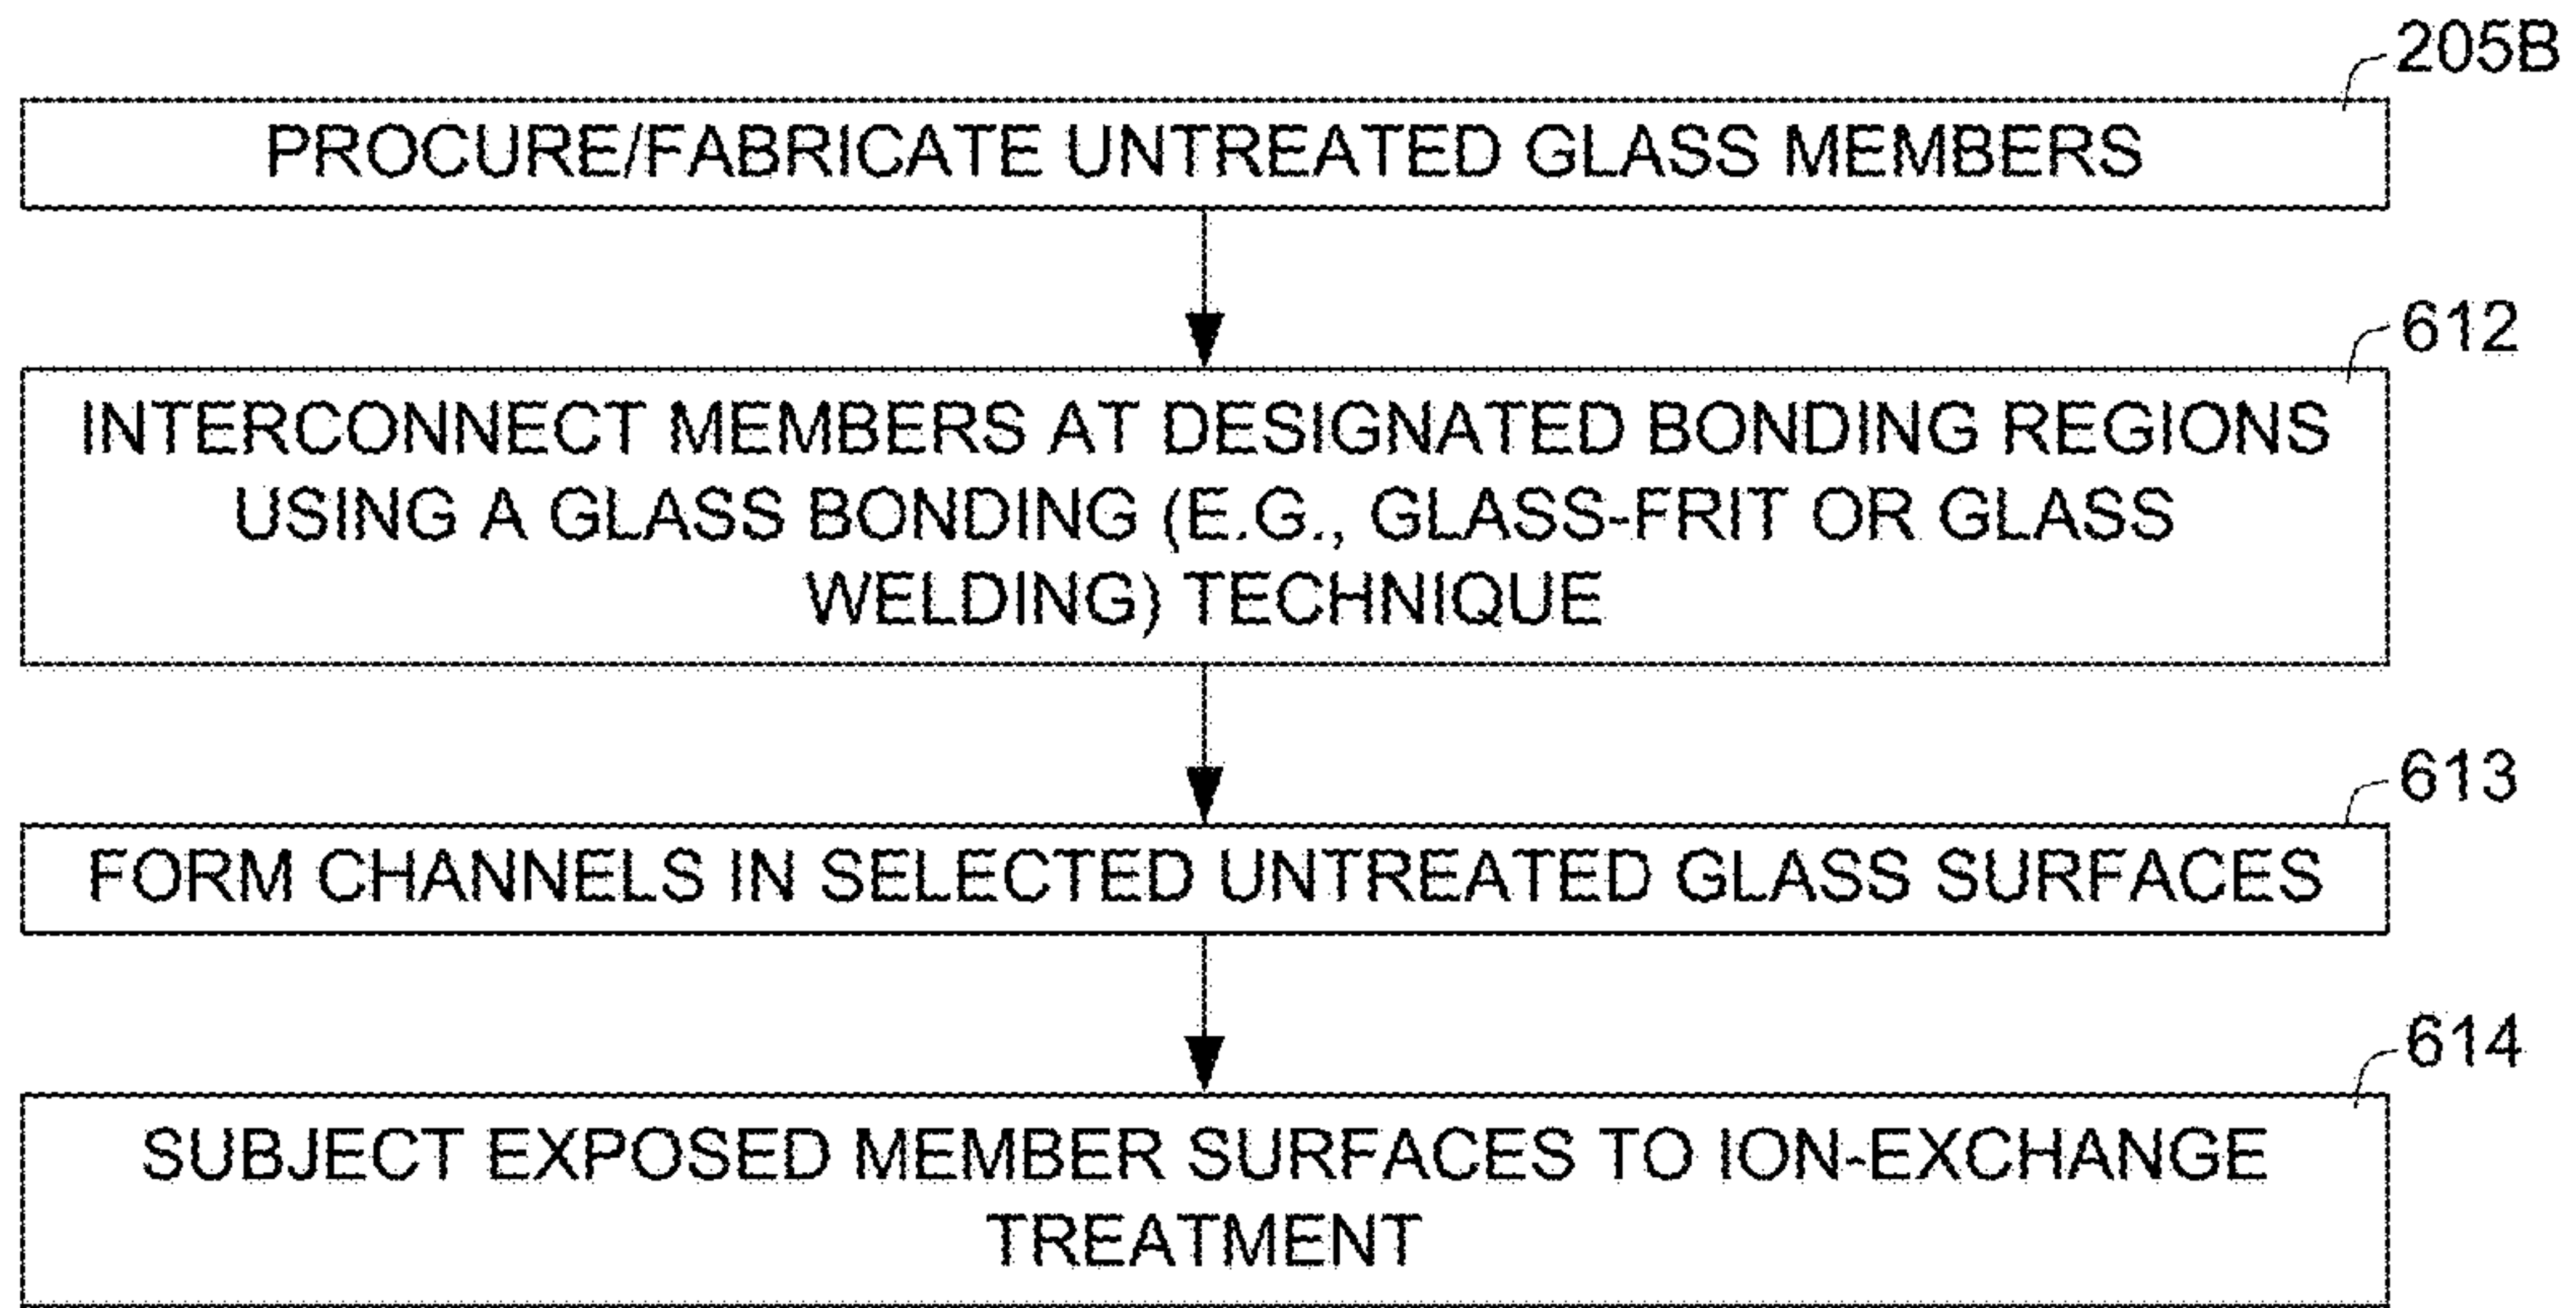 205B
PROCURE/FABRICATE UNTREATED GLASS MEMBERS
612
INTERCONNECT MEMBERS AT DESIGNATED BONDING REGIONS
USING A GLASS BONDING (E.G., GLASS-FRIT OR GLASS
WELDING) TECHNIQUE
613
FORM CHANNELS IN SELECTED UNTREATED GLASS SURFACES
614
SUBJECT EXPOSED MEMBER SURFACES TO ION-EXCHANGE
TREATMENT